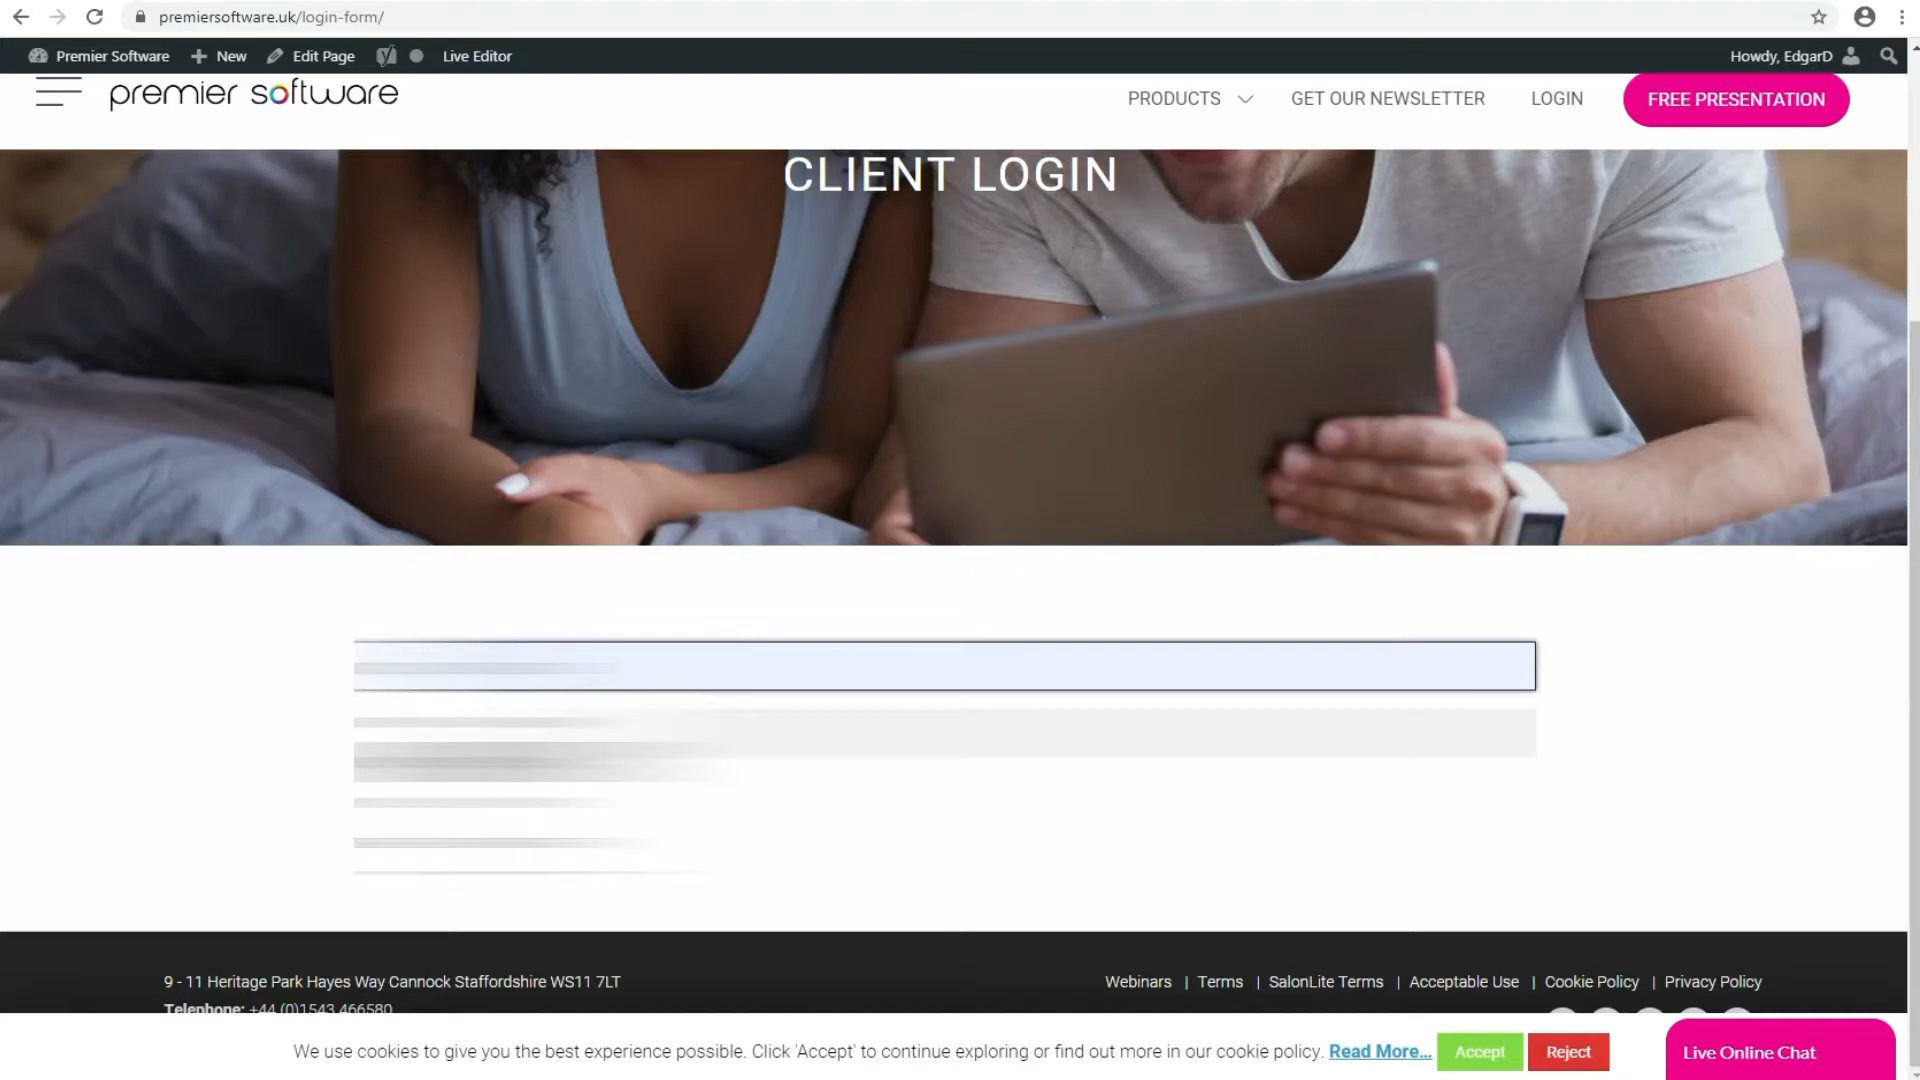 premiersoftware.uk/login-form/
Premier Software New Edit Page Live Editor Howdy, EdgarD
premier software PRODUCTS GET OUR NEWSLETTER LOGIN FREE PRESENTATION
CLIENT LOGIN
9 - 11 Heritage Park Hayes Way Cannock Staffordshire WS11 7LT
Webinars | Terms | SalonLite Terms | Acceptable Use | Cookie Policy | Privacy Policy
Telephone: +44 (0)1543 466580
We use cookies to give you the best experience possible. Click 'Accept' to continue exploring or find out more in our cookie policy. Read More... Accept Reject
Live Online Chat